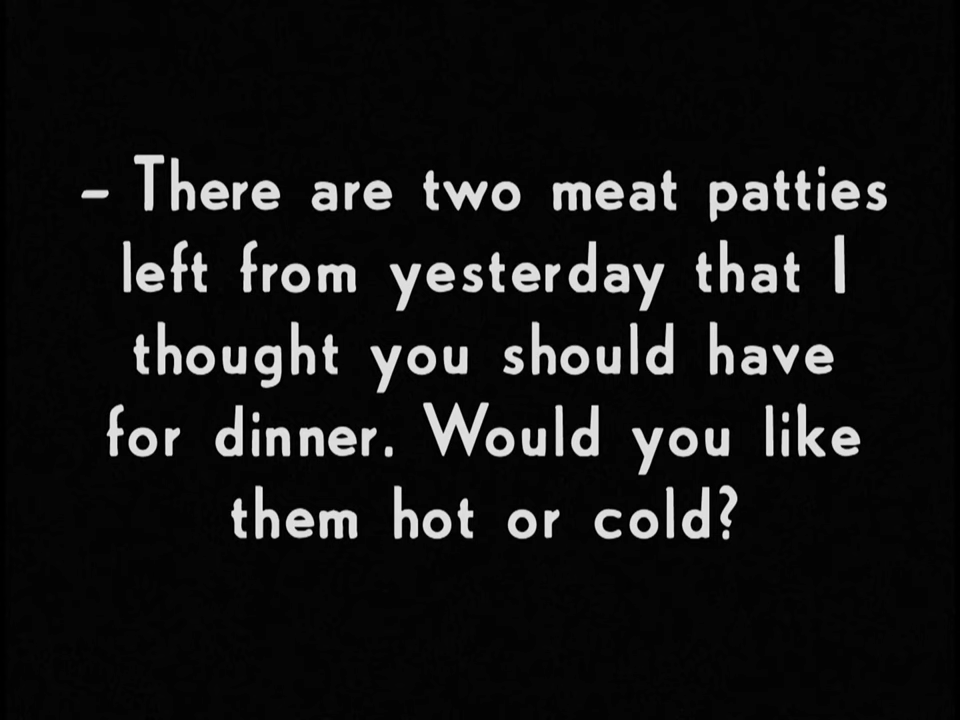 – There are two meat patties
left from yesterday that I
thought you should have
for dinner. Would you like
them hot or cold?